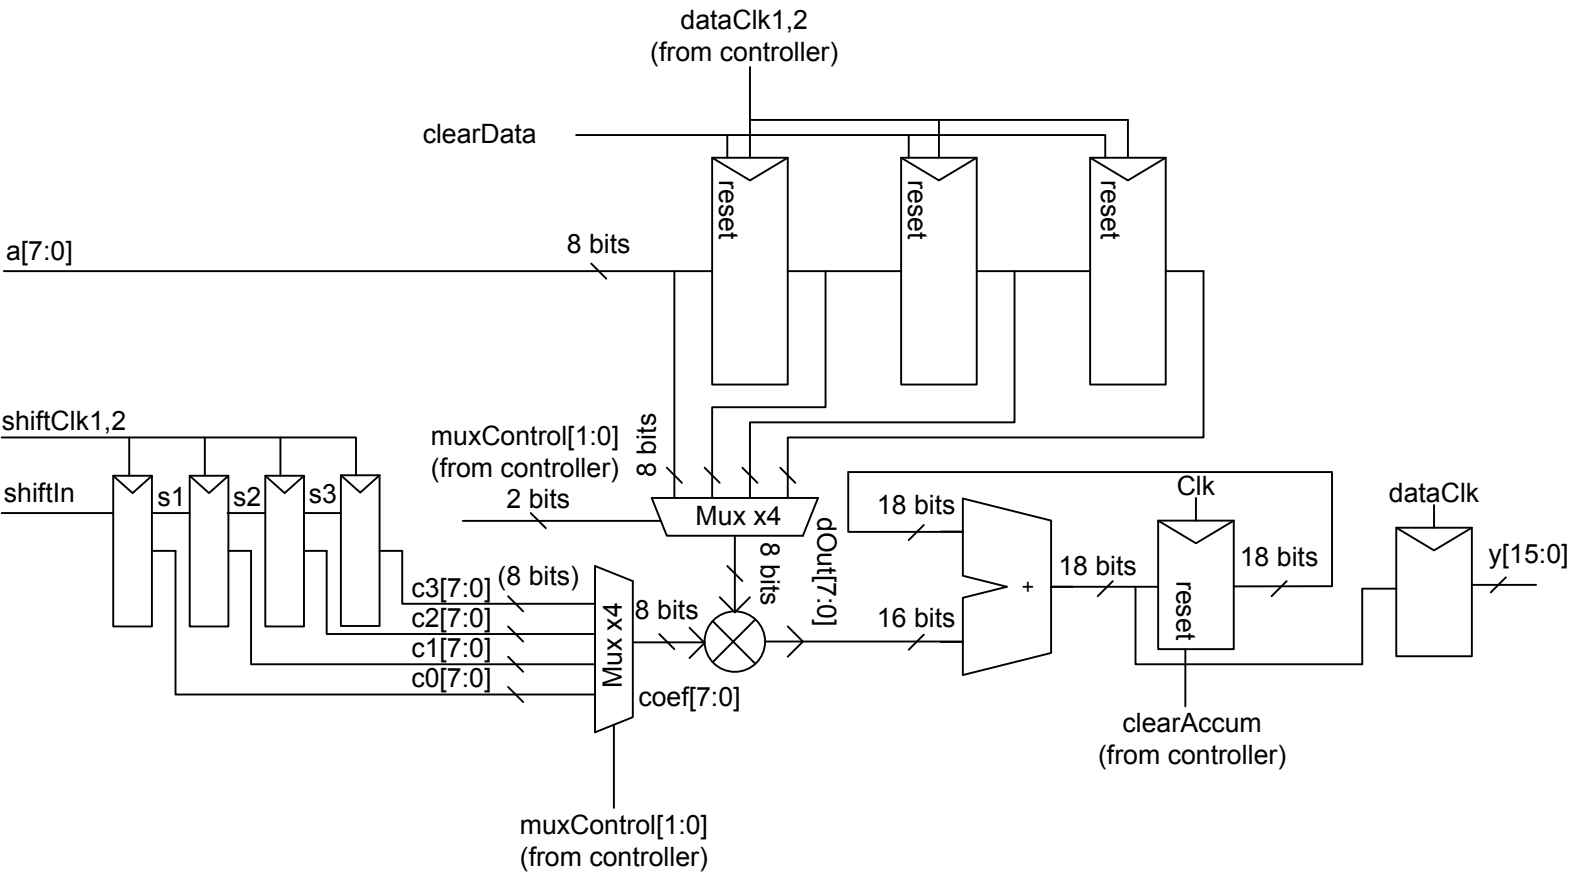 dataClk1,2
(from controller)
clearData
reset
reset
reset
a[7:0]
8 bits
shiftClk1,2
shiftIn
s1
s2
s3
muxControl[1:0]
(from controller)
2 bits
8 bits
Mux x4
8 bits
dOut[7:0]
c3[7:0]
(8 bits)
c2[7:0]
c1[7:0]
c0[7:0]
Mux x4
8 bits
coef[7:0]
muxControl[1:0]
(from controller)
18 bits
16 bits
+
18 bits
Clk
reset
18 bits
clearAccum
(from controller)
dataClk
y[15:0]